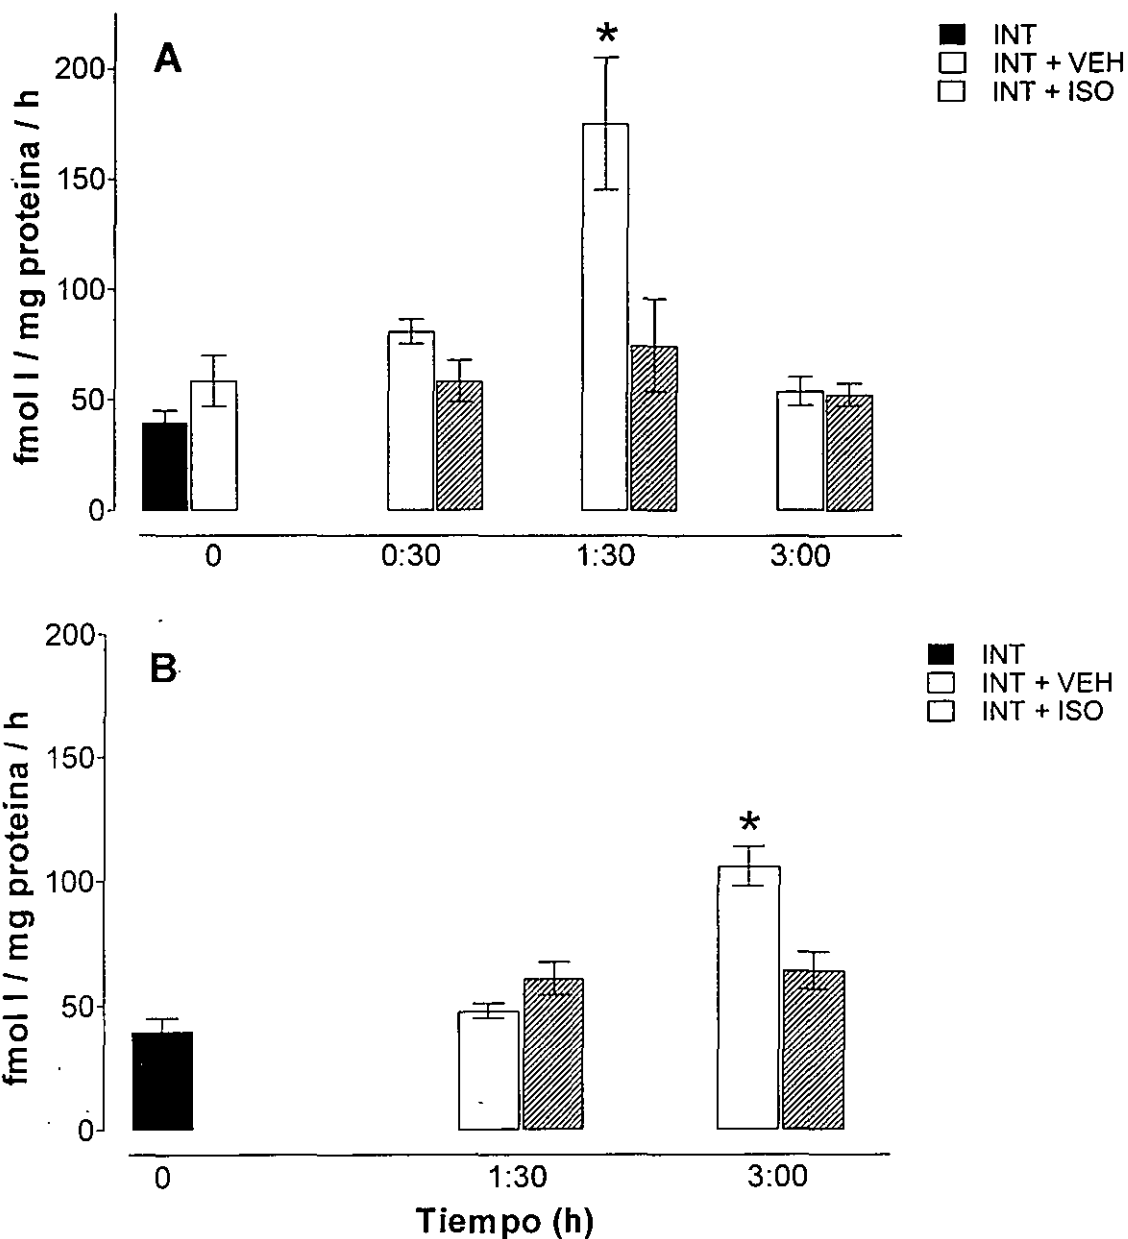 A
*
INT
INT + VEH
INT + ISO
fmol I / mg proteína / h
200
150
100
50
0
0 0:30 1:30 3:00
B
*
INT
INT + VEH
INT + ISO
fmol I / mg proteína / h
200
150
100
50
0
0 1:30 3:00
Tiempo (h)